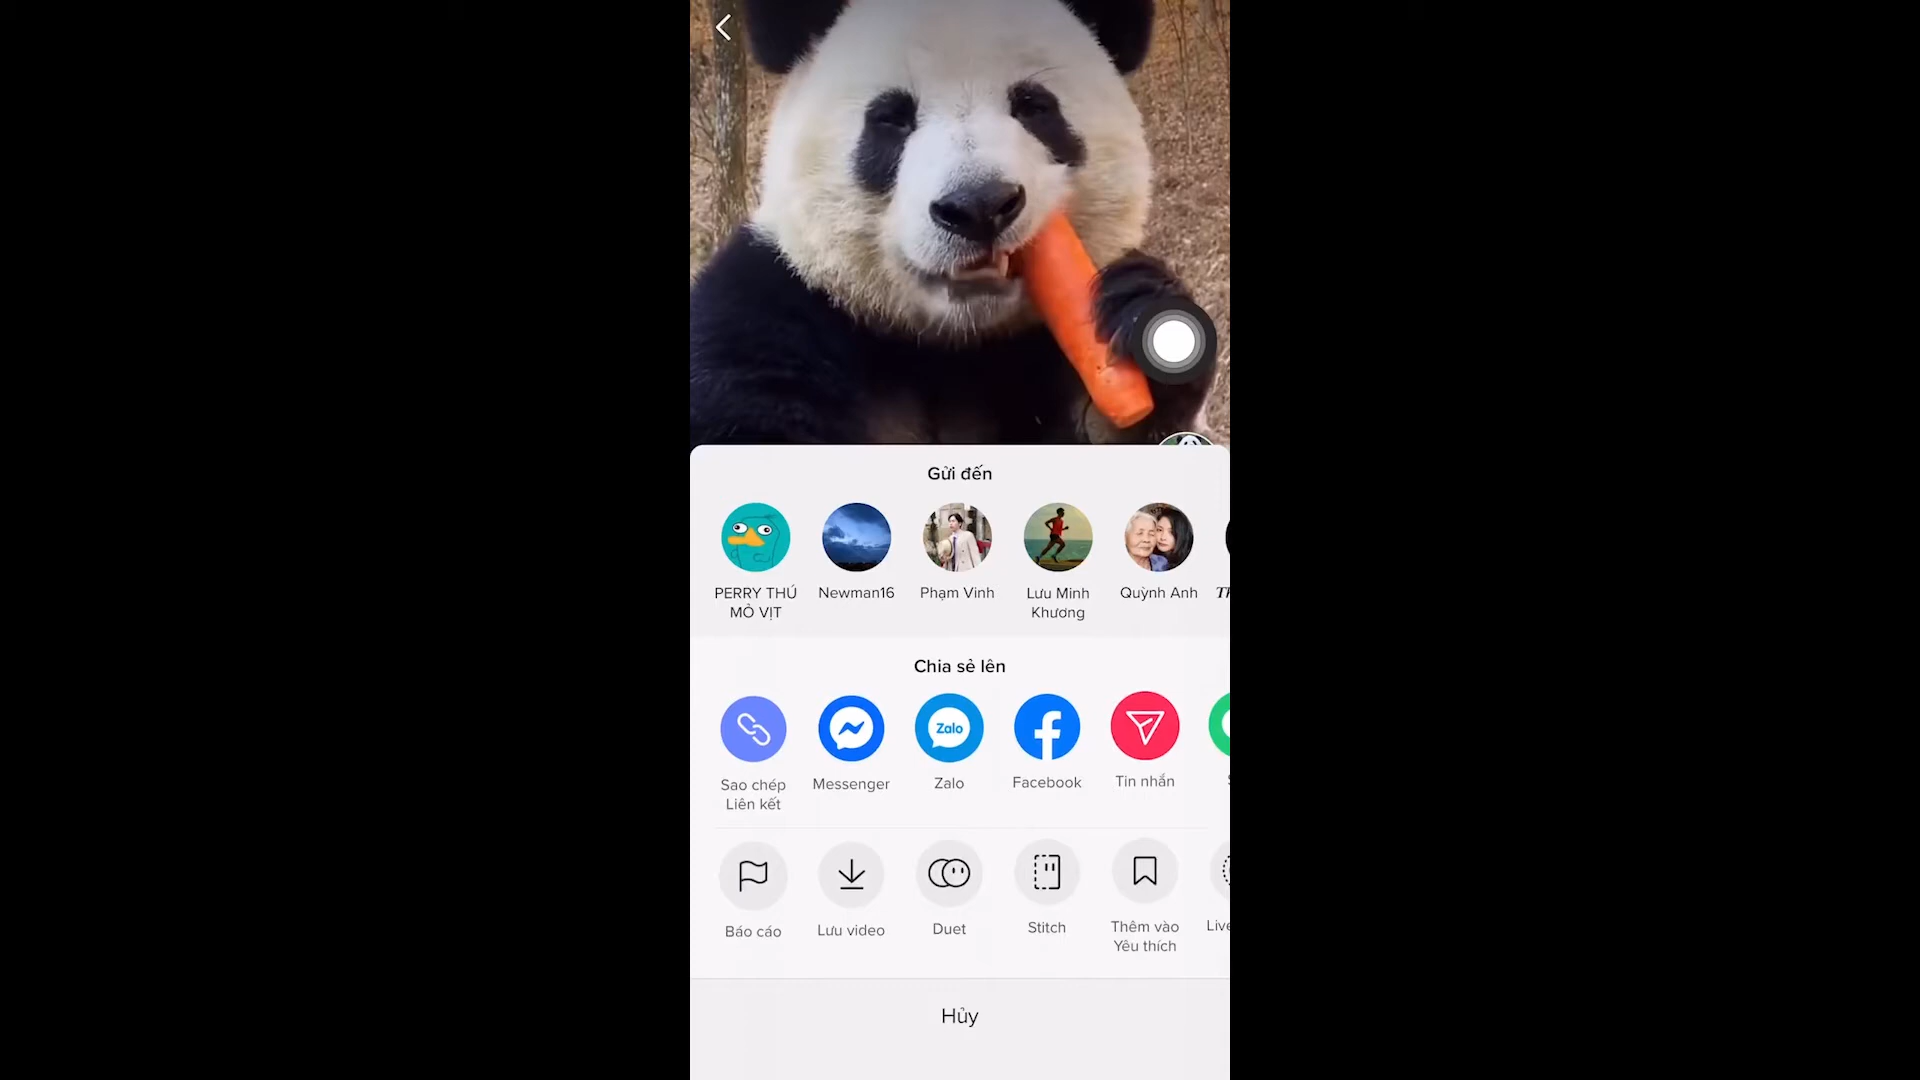 Gửi đến
PERRY THÚ
MỎ VỊT
Newman16
Phạm Vinh
Lưu Minh
Khương
Quỳnh Anh
Chia sẻ lên
Zalo
Sao chép
Liên kết
Messenger
Zalo
Facebook
Tin nhắn
Báo cáo
Lưu video
Duet
Stitch
Thêm vào
Yêu thích
Live
Hủy